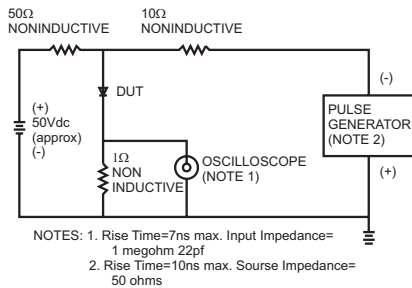 50Ω
NONINDUCTIVE
10Ω
NONINDUCTIVE
(+)
50Vdc
(approx)
(-)
DUT
1Ω
NON
INDUCTIVE
OSCILLOSCOPE
(NOTE 1)
(-)
PULSE
GENERATOR
(NOTE 2)
(+)
NOTES: 1. Rise Time=7ns max. Input Impedance=
1 megohm 22pf
2. Rise Time=10ns max. Sourse Impedance=
50 ohms